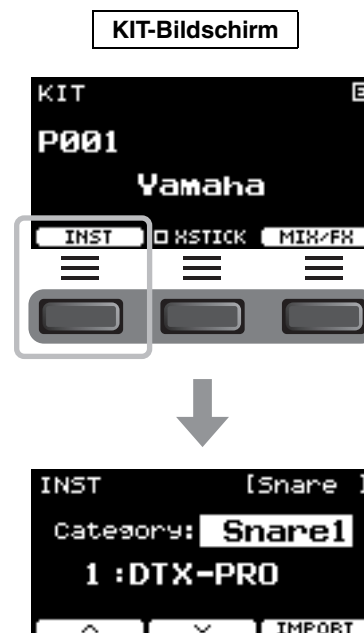 KIT-Bildschirm
KIT
P001
Yamaha
INST XSTICK MIX/FX
INST [Snare ]
Category: Snare1
1 :DTX-PRO
IMPORT